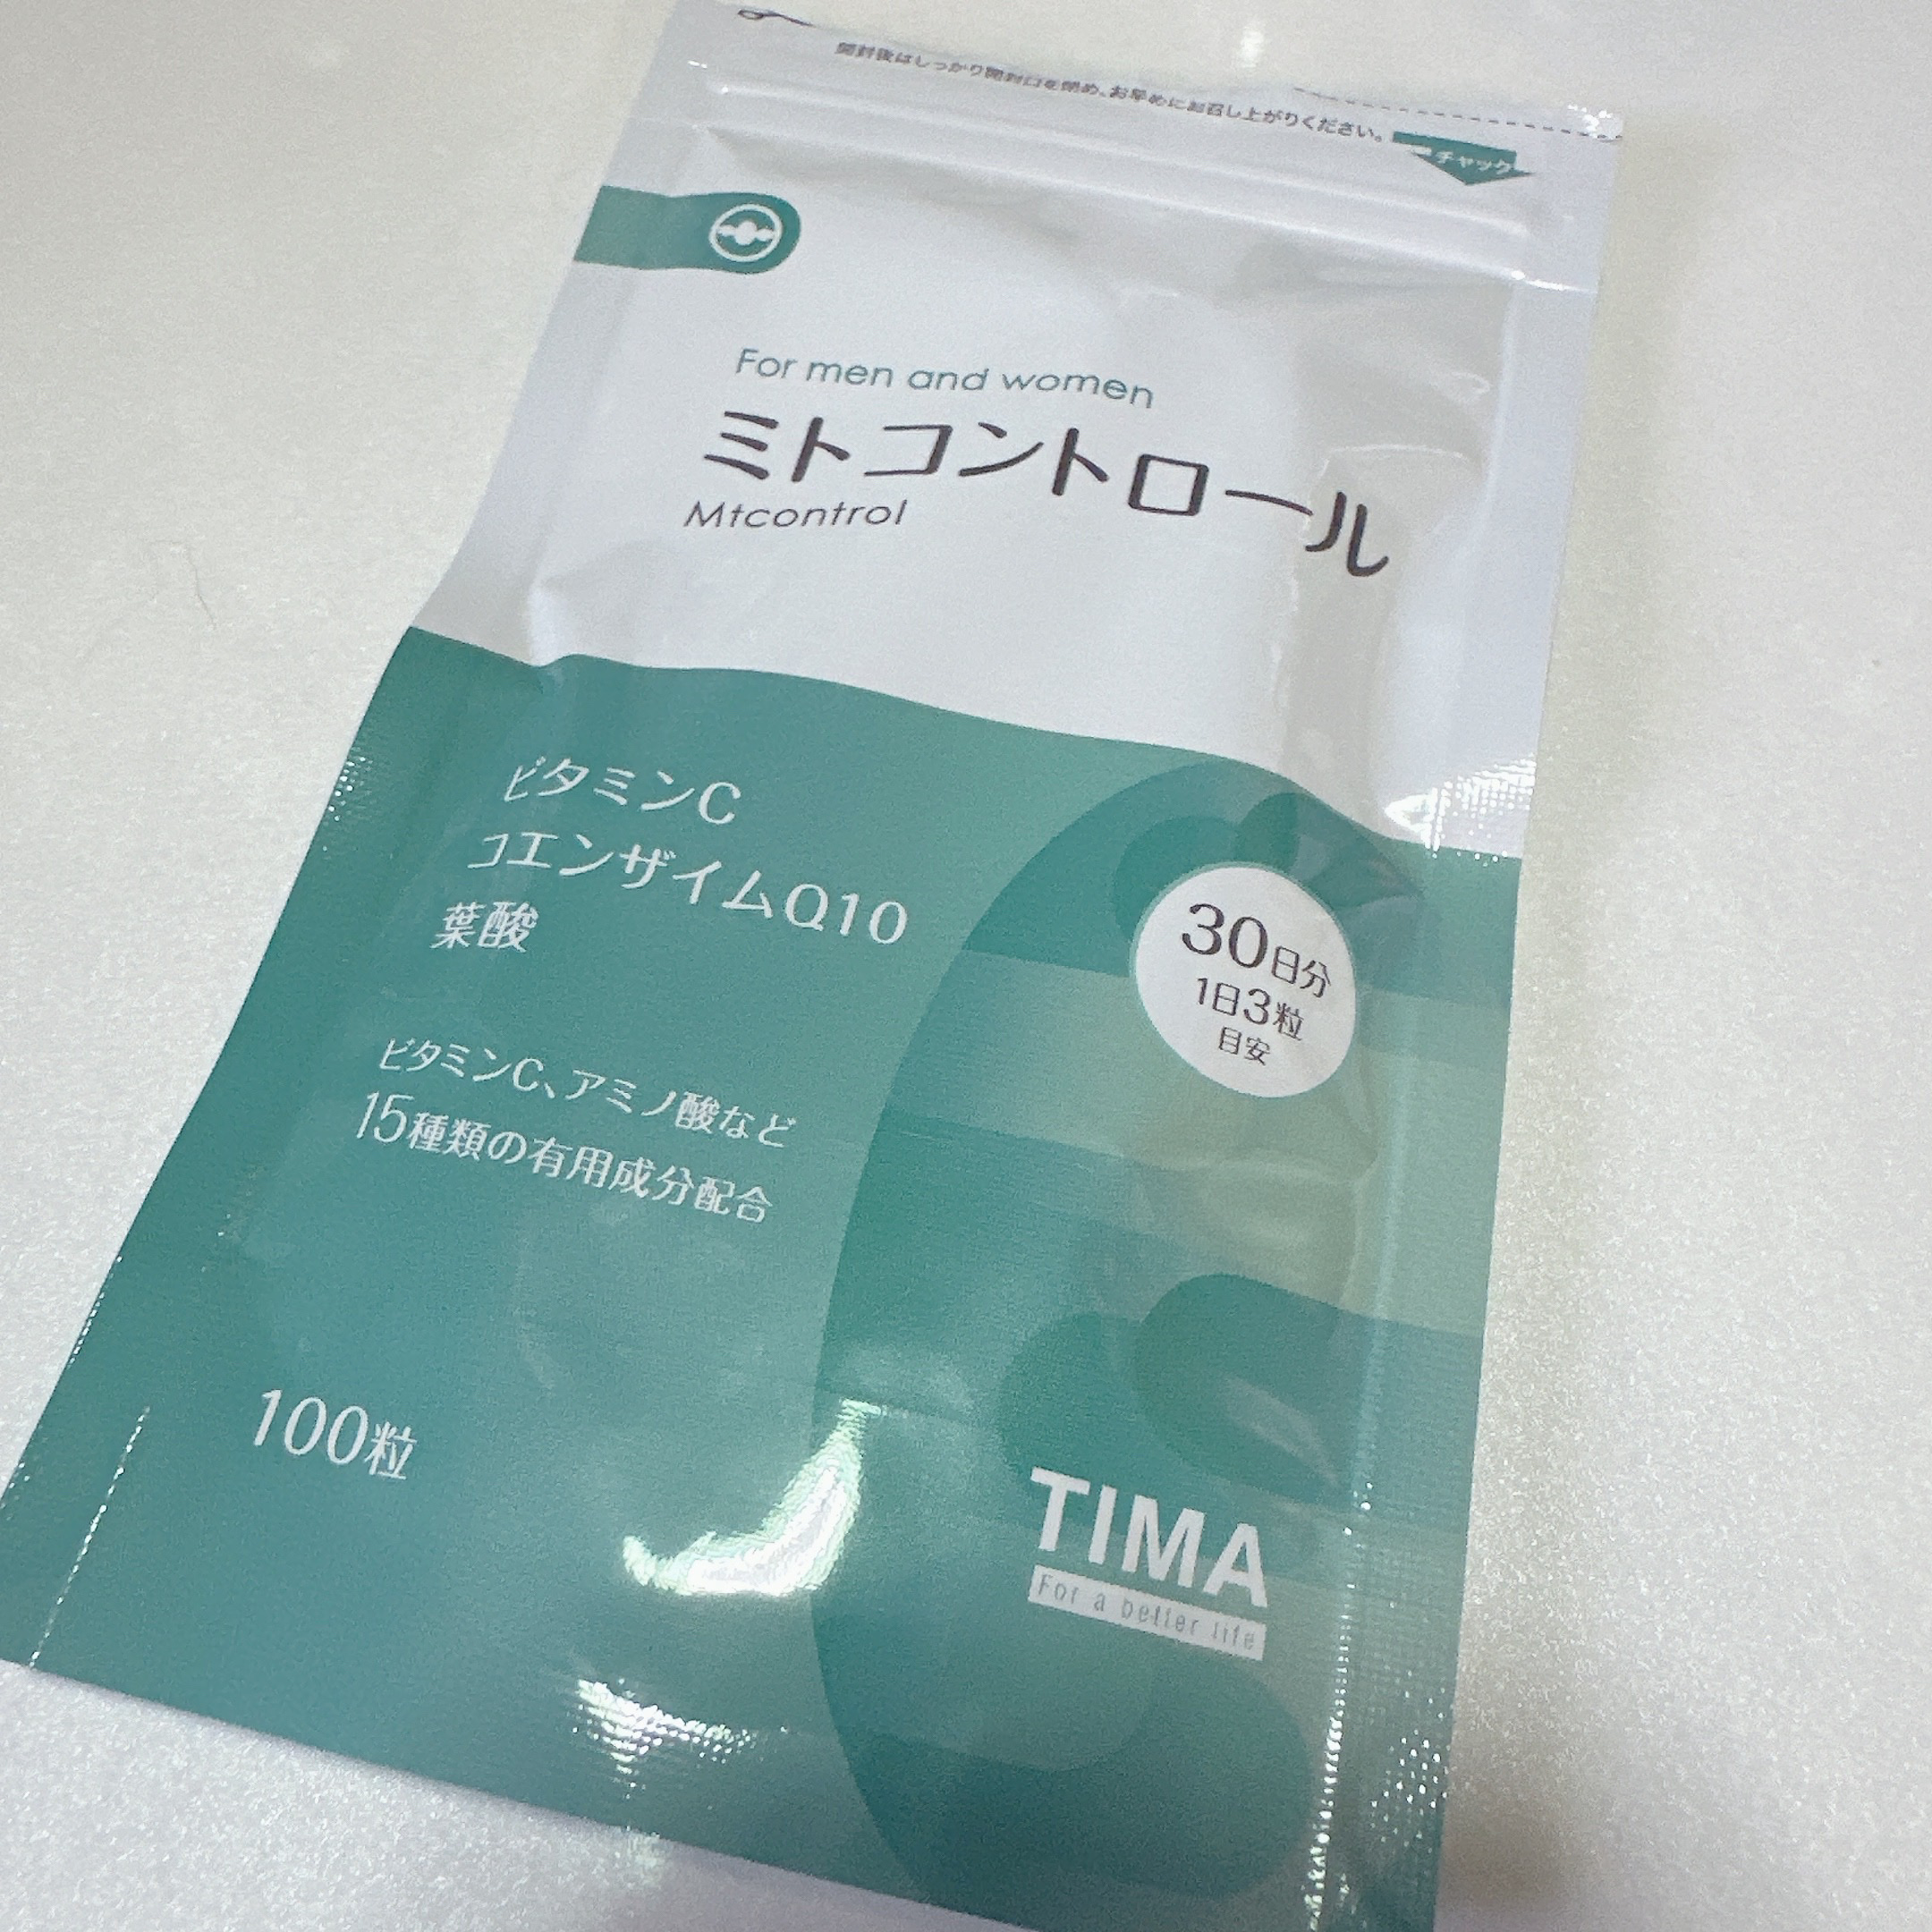 開封後はしっかり開封口を閉め、お早めにお召し上がりください。
チャック
For men and women
ミトコントロール
Mtcontrol
ビタミンC
コエンザイムQ10
葉酸
30日分
1日3粒
目安
ビタミンC、アミノ酸など
15種類の有用成分配合
100粒
TIMA
For a better life